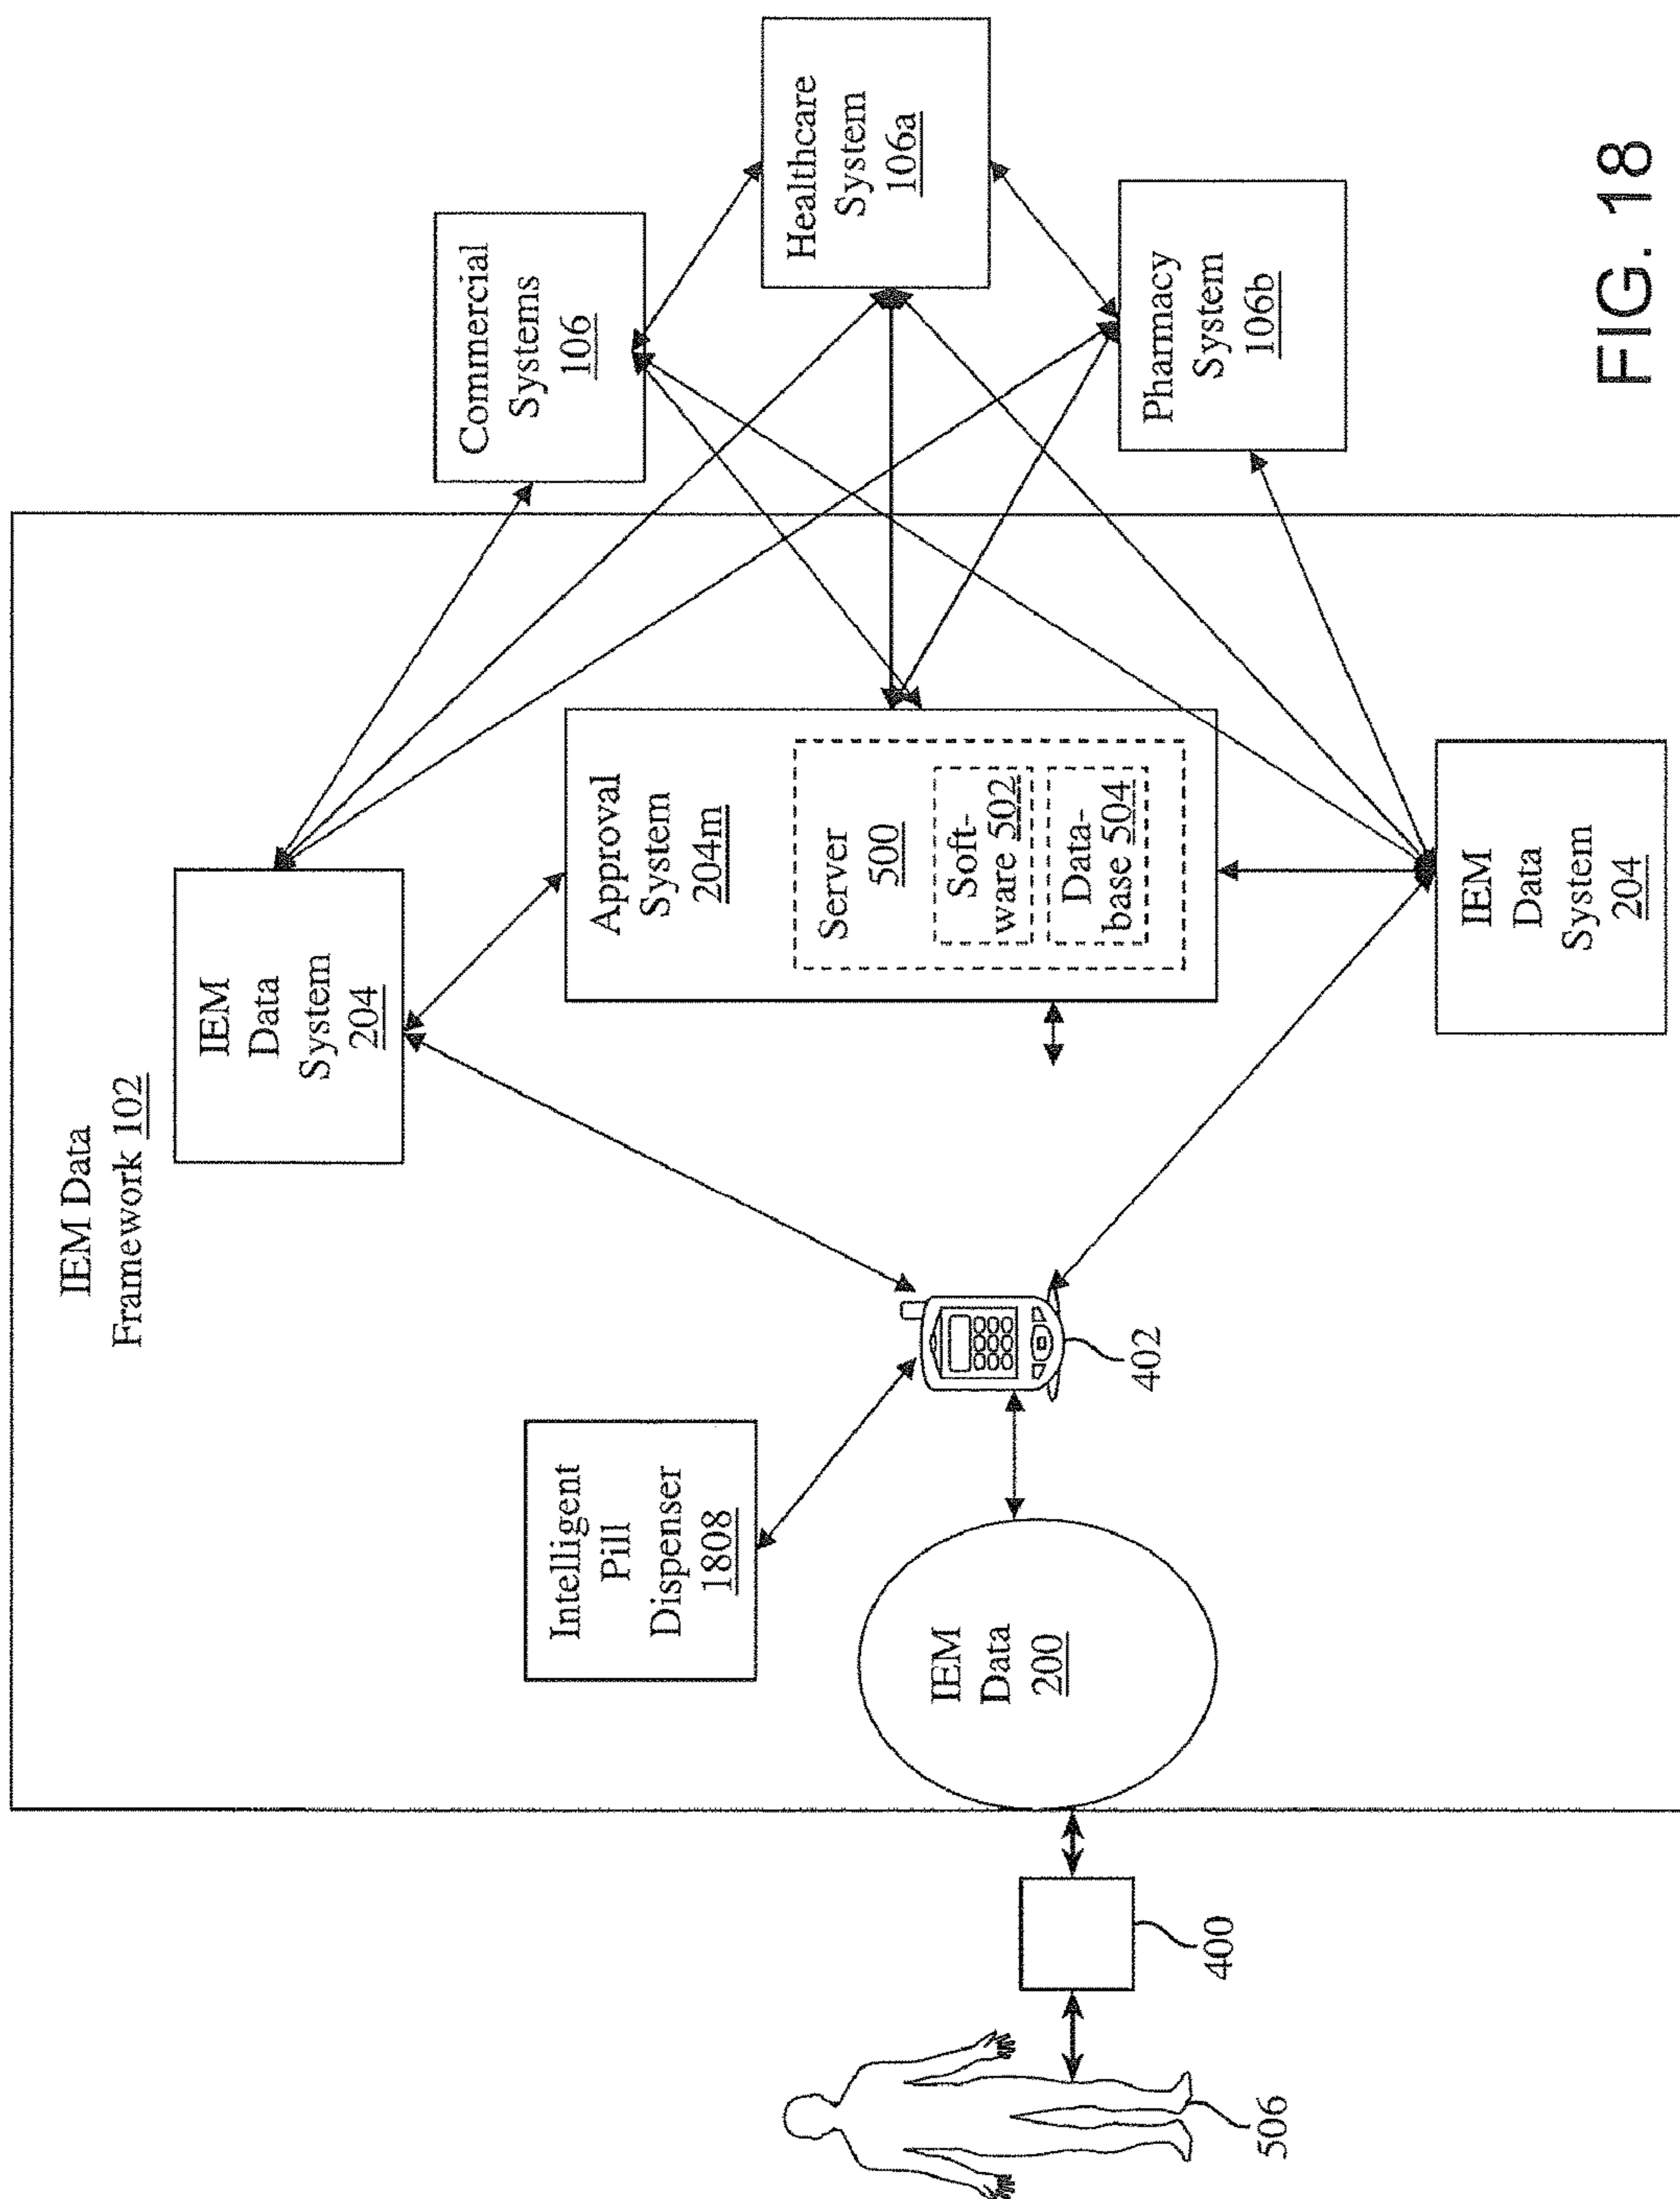 IEM Data
Framework 102
IEM
Data
System
204
Commercial
Systems
106
Intelligent
Pill
Dispenser
1808
Approval
System
204m
Server
500
Soft-
ware 502
Data-
base 504
Healthcare
System
106a
IEM
Data
200
402
Pharmacy
System
106b
506
400
IEM
Data
System
204
FIG. 18